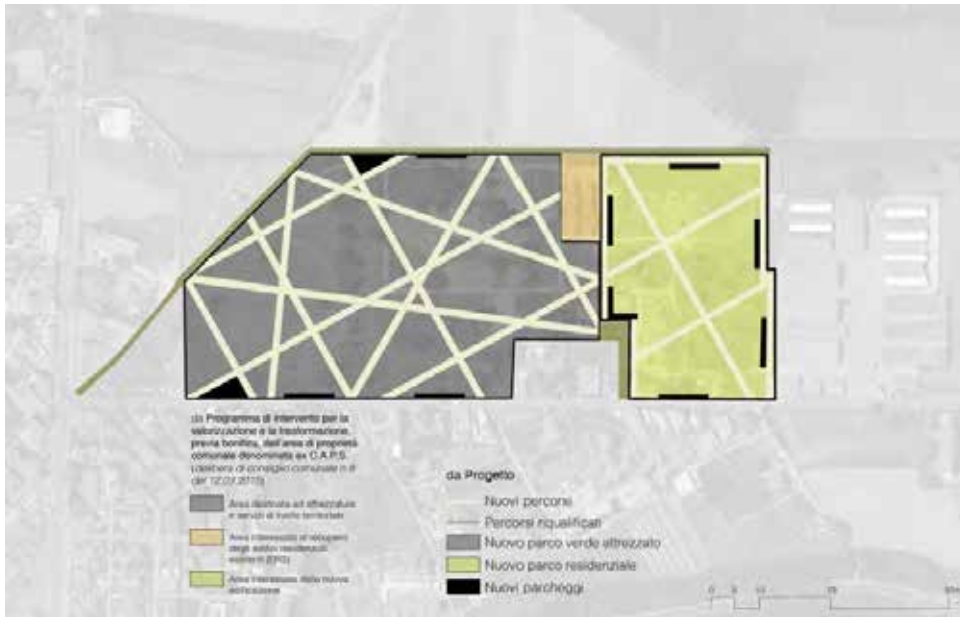 da Programma di intervento per la
valorizzazione e la trasformazione,
previa bonifica, dell'area di proprietà
comunale denominata ex C.A.P.S.
(delibera di consiglio comunale n.
del 12.03
Area destinata ad attrezzature
e servizi di livello territoriale
Area interessata al recupero
degli edifici residenziali
esistenti (ERS)
Area interessata dalla nuova
edificazione
da Progetto
Nuovi percorsi
Percorsi riqualificati
Nuovo parco verde attrezzato
Nuovo parco residenziale
Nuovi parcheggi
0